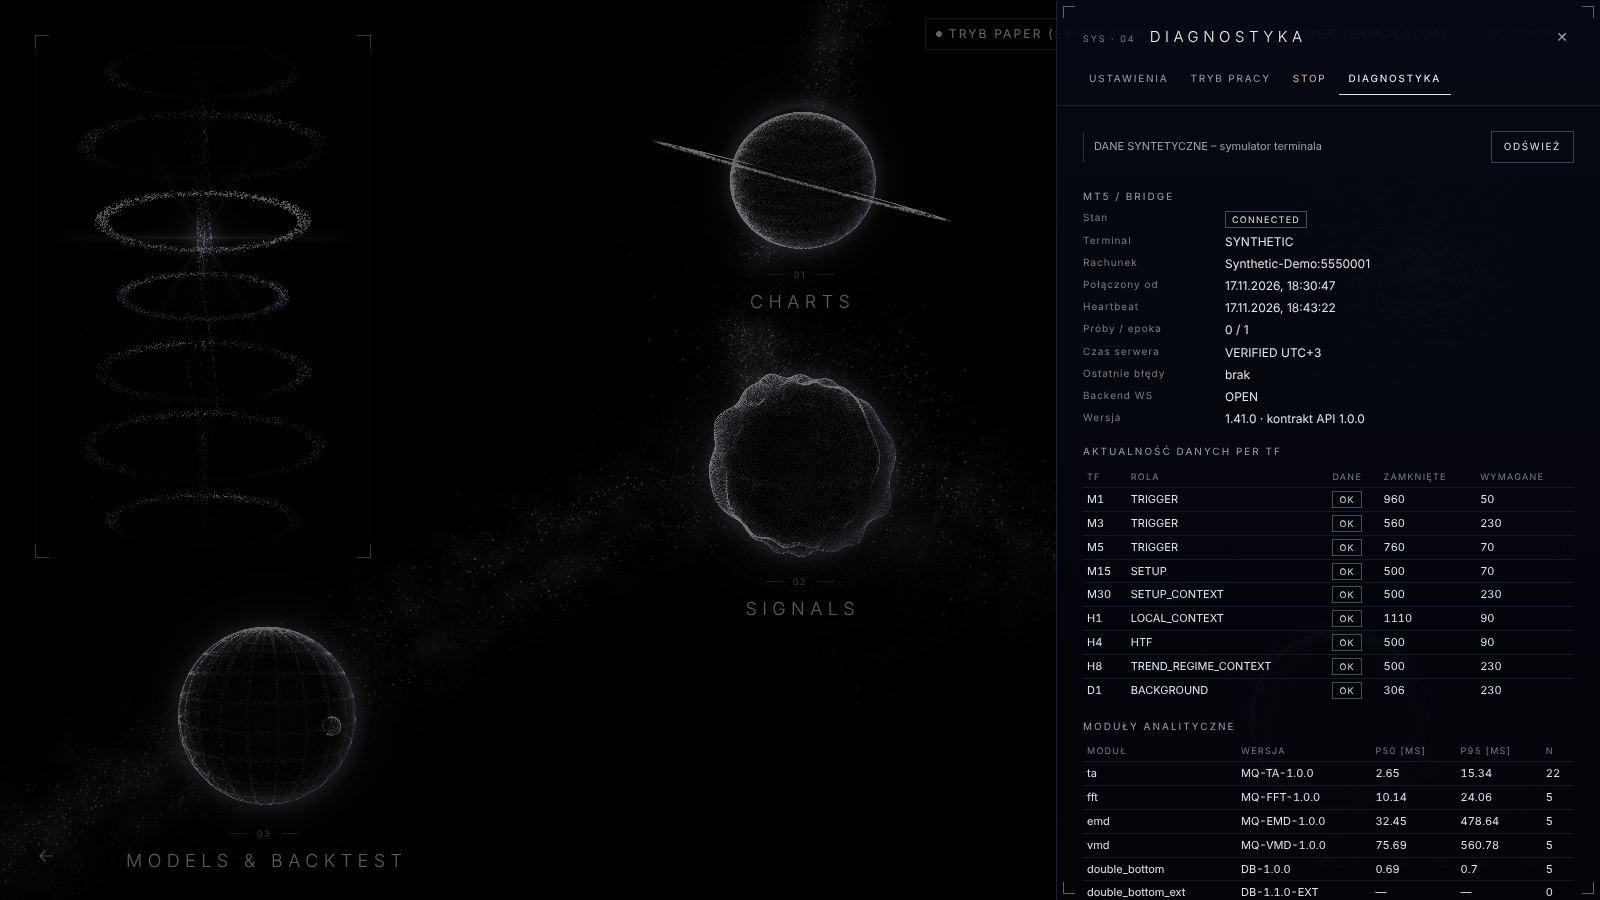 TRYB PAPER (
SYS · 04 DIAGNOSTYKA ×
USTAWIENIA TRYB PRACY STOP DIAGNOSTYKA
DANE SYNTETYCZNE – symulator terminala ODŚWIEŻ
MT5 / BRIDGE
Stan CONNECTED
Terminal SYNTHETIC
Rachunek Synthetic-Demo:5550001
Połączony od 17.11.2026, 18:30:47
Heartbeat 17.11.2026, 18:43:22
Próby / epoka 0 / 1
Czas serwera VERIFIED UTC+3
Ostatnie błędy brak
Backend WS OPEN
Wersja 1.41.0 · kontrakt API 1.0.0
AKTUALNOŚĆ DANYCH PER TF
TF ROLA DANE ZAMKNIĘTE WYMAGANE
M1 TRIGGER OK 960 50
M3 TRIGGER OK 560 230
M5 TRIGGER OK 760 70
M15 SETUP OK 500 70
M30 SETUP_CONTEXT OK 500 230
H1 LOCAL_CONTEXT OK 1110 90
H4 HTF OK 500 90
H8 TREND_REGIME_CONTEXT OK 500 230
D1 BACKGROUND OK 306 230
MODUŁY ANALITYCZNE
MODUŁ WERSJA P50 [MS] P95 [MS] N
ta MQ-TA-1.0.0 2.65 15.34 22
fft MQ-FFT-1.0.0 10.14 24.06 5
emd MQ-EMD-1.0.0 32.45 478.64 5
vmd MQ-VMD-1.0.0 75.69 560.78 5
double_bottom DB-1.0.0 0.69 0.7 5
double_bottom_ext DB-1.1.0-EXT — — 0
01
CHARTS
02
SIGNALS
03
MODELS & BACKTEST